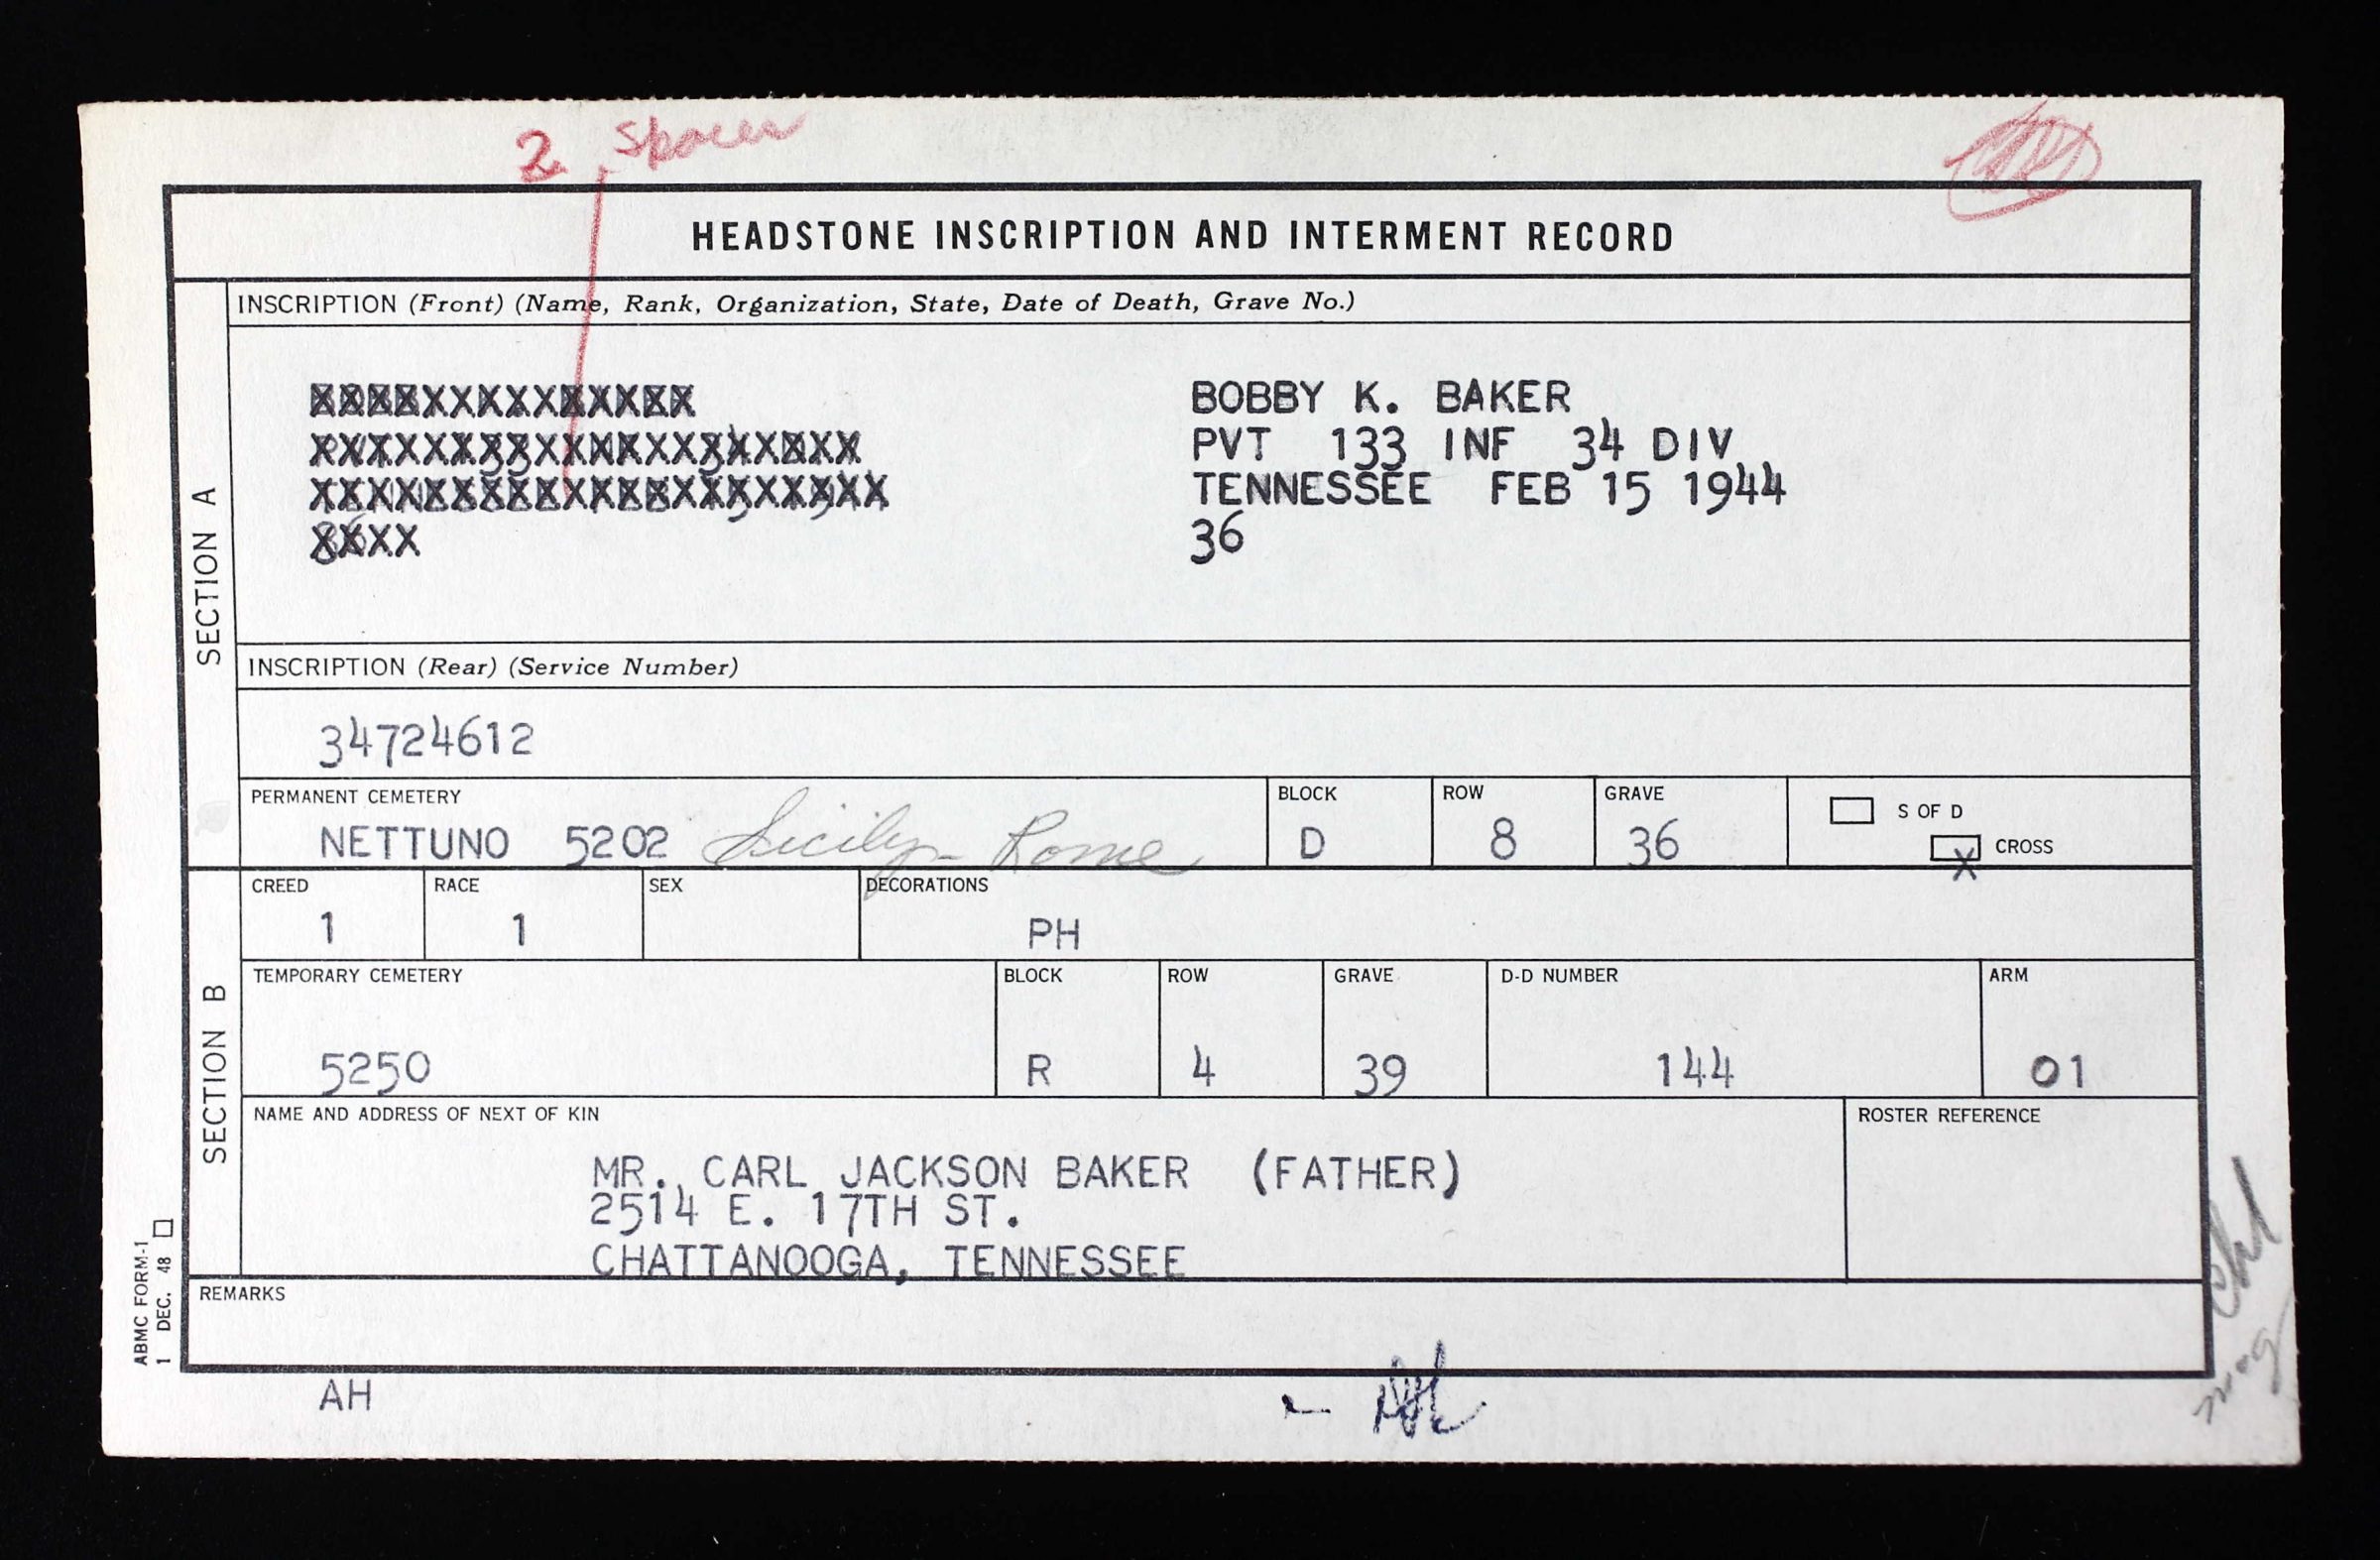 2 spaces
HEADSTONE INSCRIPTION AND INTERMENT RECORD
SECTION A
INSCRIPTION (Front) (Name, Rank, Organization, State, Date of Death, Grave No.)
BOBBY K. BAKER
PVT 133 INF 34 DIV
TENNESSEE FEB 15 1944
36
INSCRIPTION (Rear) (Service Number)
34724612
PERMANENT CEMETERY BLOCK ROW GRAVE
NETTUNO 5202 Sicily - Rome D 8 36
S OF D
X CROSS
SECTION B
CREED RACE SEX DECORATIONS
1 1 PH
TEMPORARY CEMETERY BLOCK ROW GRAVE D-D NUMBER ARM
5250 R 4 39 144 01
NAME AND ADDRESS OF NEXT OF KIN ROSTER REFERENCE
MR. CARL JACKSON BAKER (FATHER)
2514 E. 17TH ST.
CHATTANOOGA, TENNESSEE
REMARKS
ABMC FORM-1
1 DEC. 48
AH